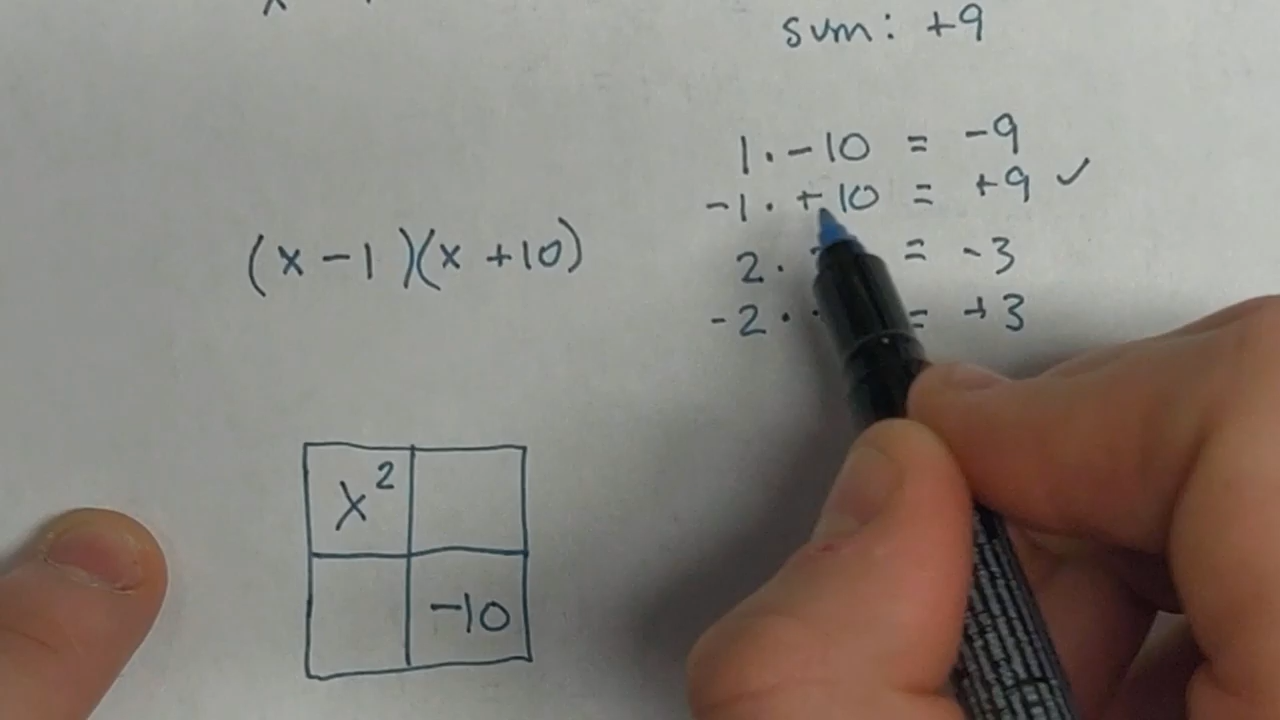 sum: +9
1 · -10 = -9
-1 · +10 = +9 ✓
(x - 1)(x + 10)
2 · = -3
-2 · = +3
x²
-10